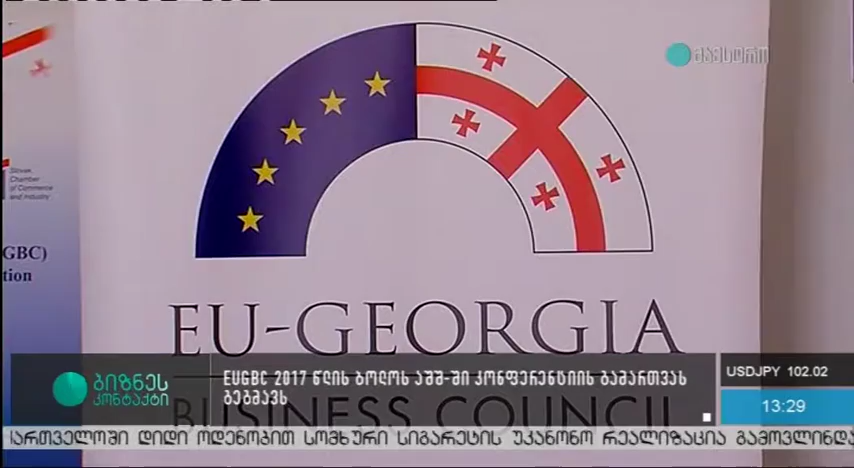 მაესტრო
Slovak
Chamber
of Commerce
and Industry
GBC)
tion
EU-GEORGIA
BUSINESS COUNCIL
ბიზნეს
კონტაქტი
EUGBC 2017 წლის ბოლოს აშშ-ში კონფერენციის გამართვას
გეგმავს
USDJPY 102.02
13:29
ართველოში დიდი ოდენობით სომხური სიგარეტის უკანონო რეალიზაცია გამოვლინდა